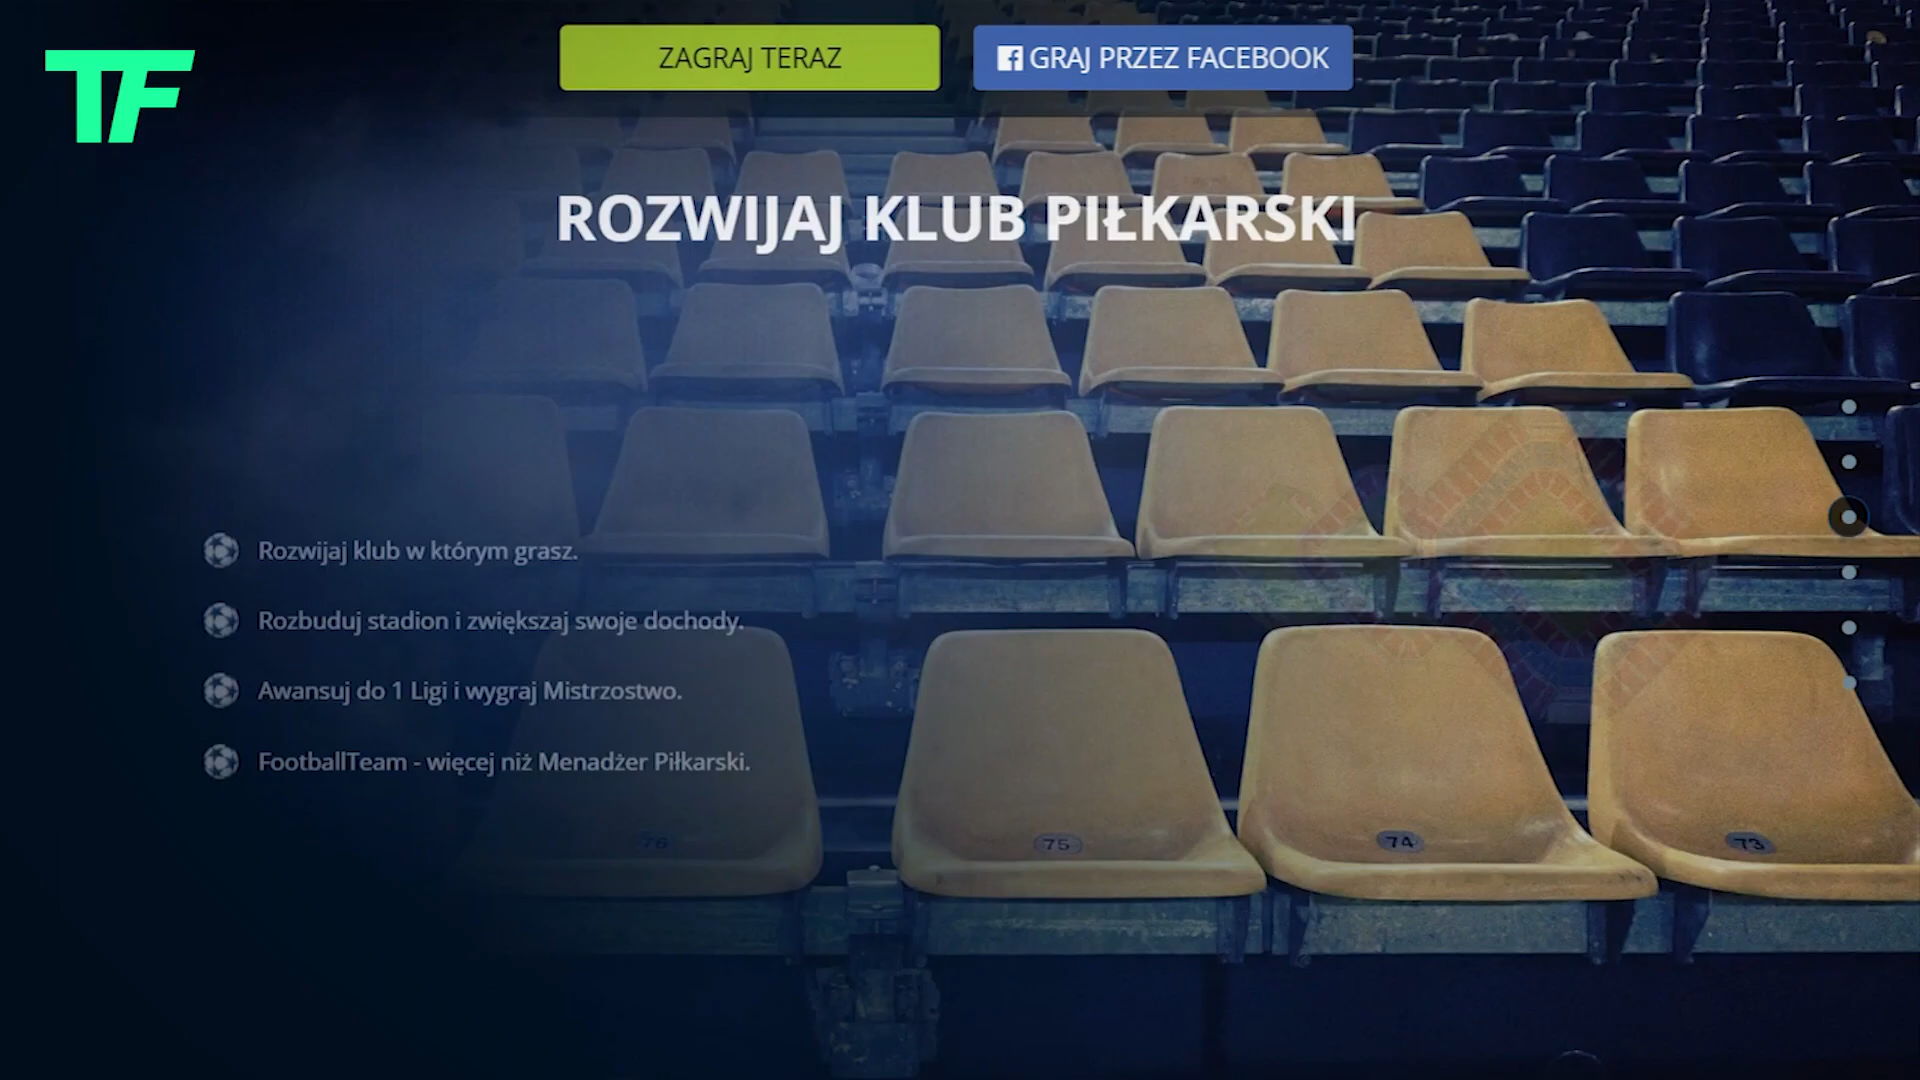 TF
ZAGRAJ TERAZ
GRAJ PRZEZ FACEBOOK
ROZWIJAJ KLUB PIŁKARSKI
Rozwijaj klub w którym grasz.
Rozbuduj stadion i zwiększaj swoje dochody.
Awansuj do 1 Ligi i wygraj Mistrzostwo.
FootballTeam - więcej niż Menadżer Piłkarski.
76
75
74
73